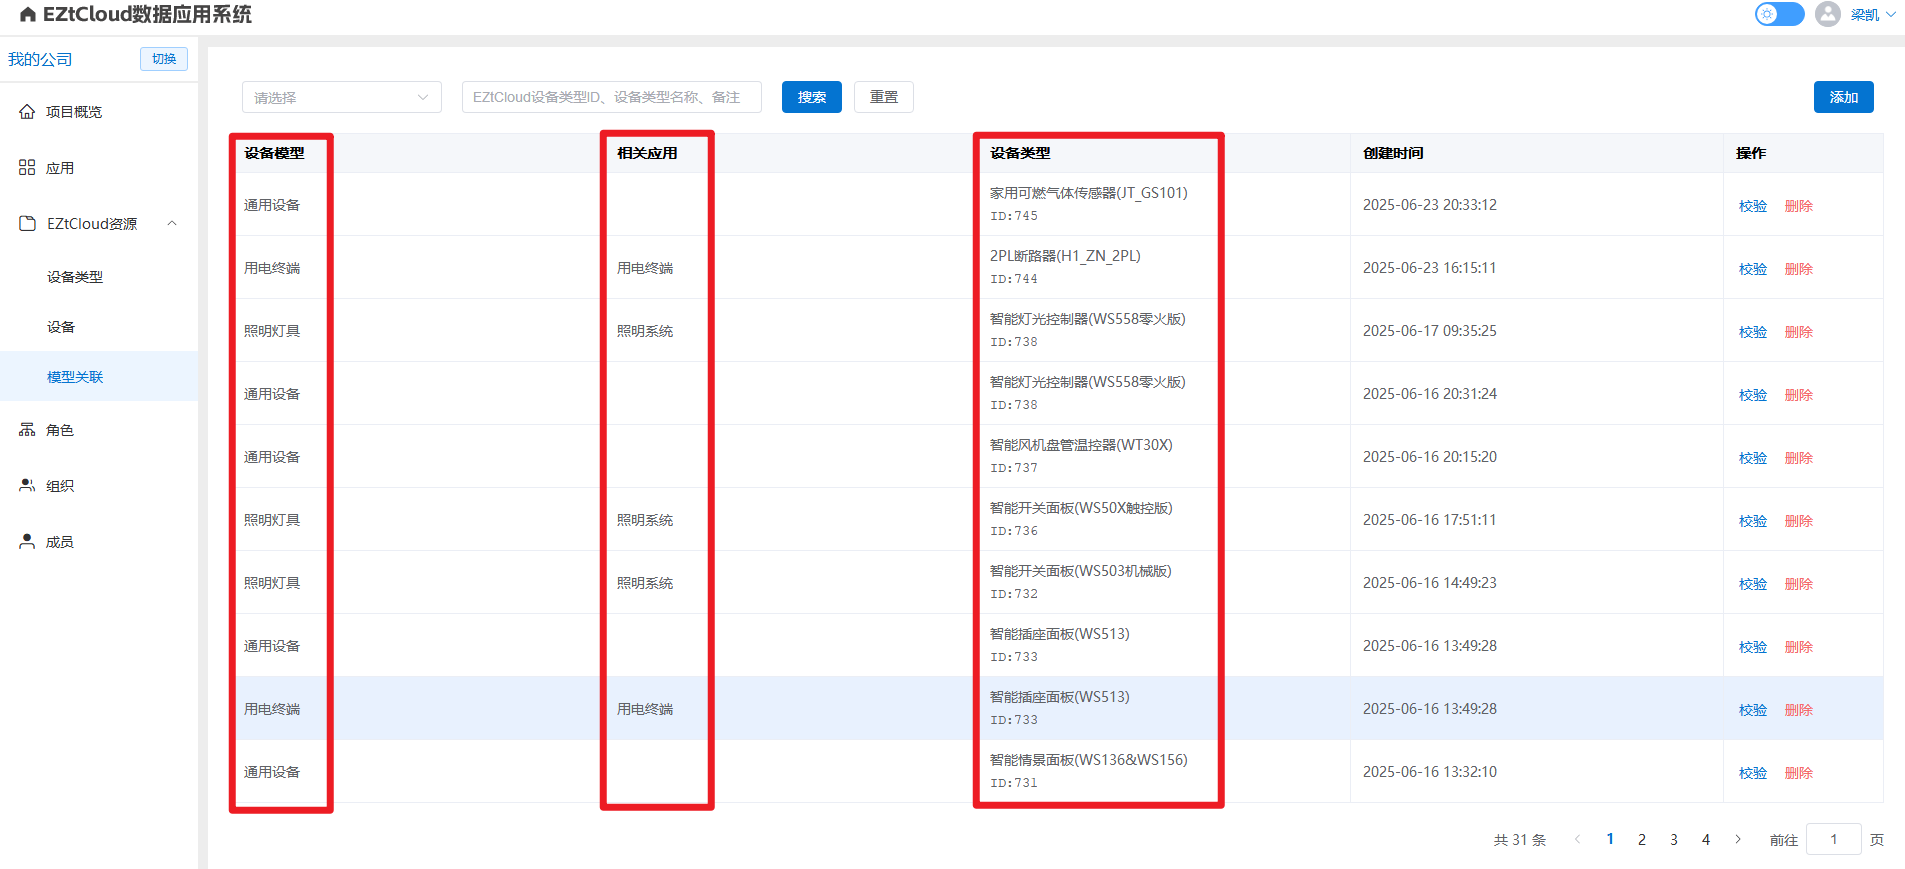 EZtCloud数据应用系统
梁凯
我的公司
切换
项目概览
应用
EZtCloud资源
设备类型
设备
模型关联
角色
组织
成员
请选择
EZtCloud设备类型ID、设备类型名称、备注
搜索
重置
添加
设备模型 相关应用 设备类型 创建时间 操作
通用设备 家用可燃气体传感器(JT_GS101) 2025-06-23 20:33:12 校验 删除
ID:745
用电终端 用电终端 2PL断路器(H1_ZN_2PL) 2025-06-23 16:15:11 校验 删除
ID:744
照明灯具 照明系统 智能灯光控制器(WS558零火版) 2025-06-17 09:35:25 校验 删除
ID:738
通用设备 智能灯光控制器(WS558零火版) 2025-06-16 20:31:24 校验 删除
ID:738
通用设备 智能风机盘管温控器(WT30X) 2025-06-16 20:15:20 校验 删除
ID:737
照明灯具 照明系统 智能开关面板(WS50X触控版) 2025-06-16 17:51:11 校验 删除
ID:736
照明灯具 照明系统 智能开关面板(WS503机械版) 2025-06-16 14:49:23 校验 删除
ID:732
通用设备 智能插座面板(WS513) 2025-06-16 13:49:28 校验 删除
ID:733
用电终端 用电终端 智能插座面板(WS513) 2025-06-16 13:49:28 校验 删除
ID:733
通用设备 智能情景面板(WS136&WS156) 2025-06-16 13:32:10 校验 删除
ID:731
共 31 条 1 2 3 4 前往 1 页